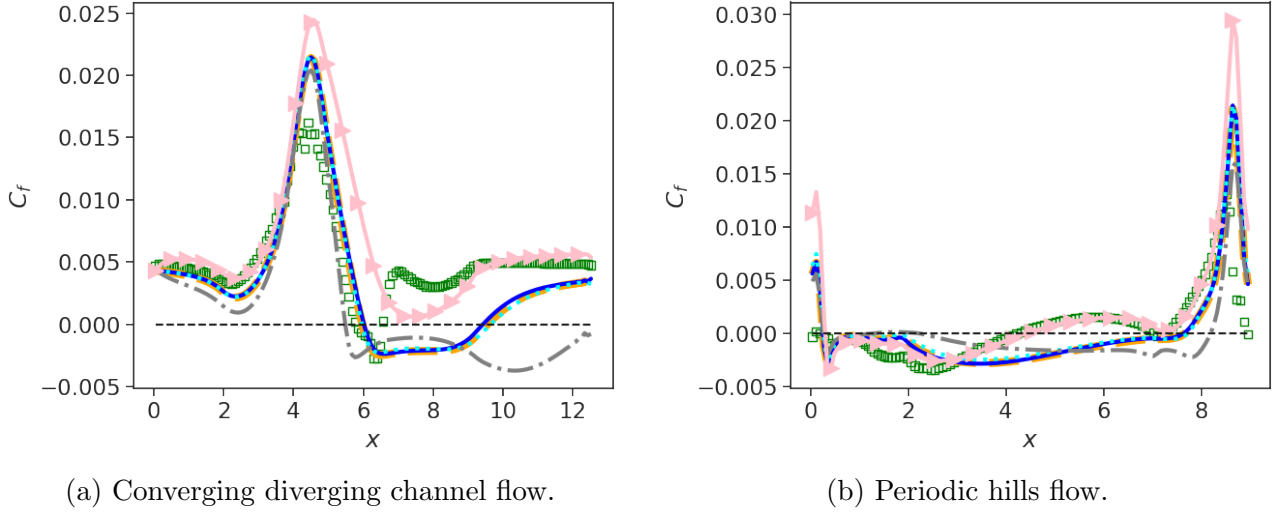 0.025
0.020
0.015
0.010
0.005
0.000
−0.005
C_f
0 2 4 6 8 10 12
x
(a) Converging diverging channel flow.
0.030
0.025
0.020
0.015
0.010
0.005
0.000
−0.005
C_f
0 2 4 6 8
x
(b) Periodic hills flow.